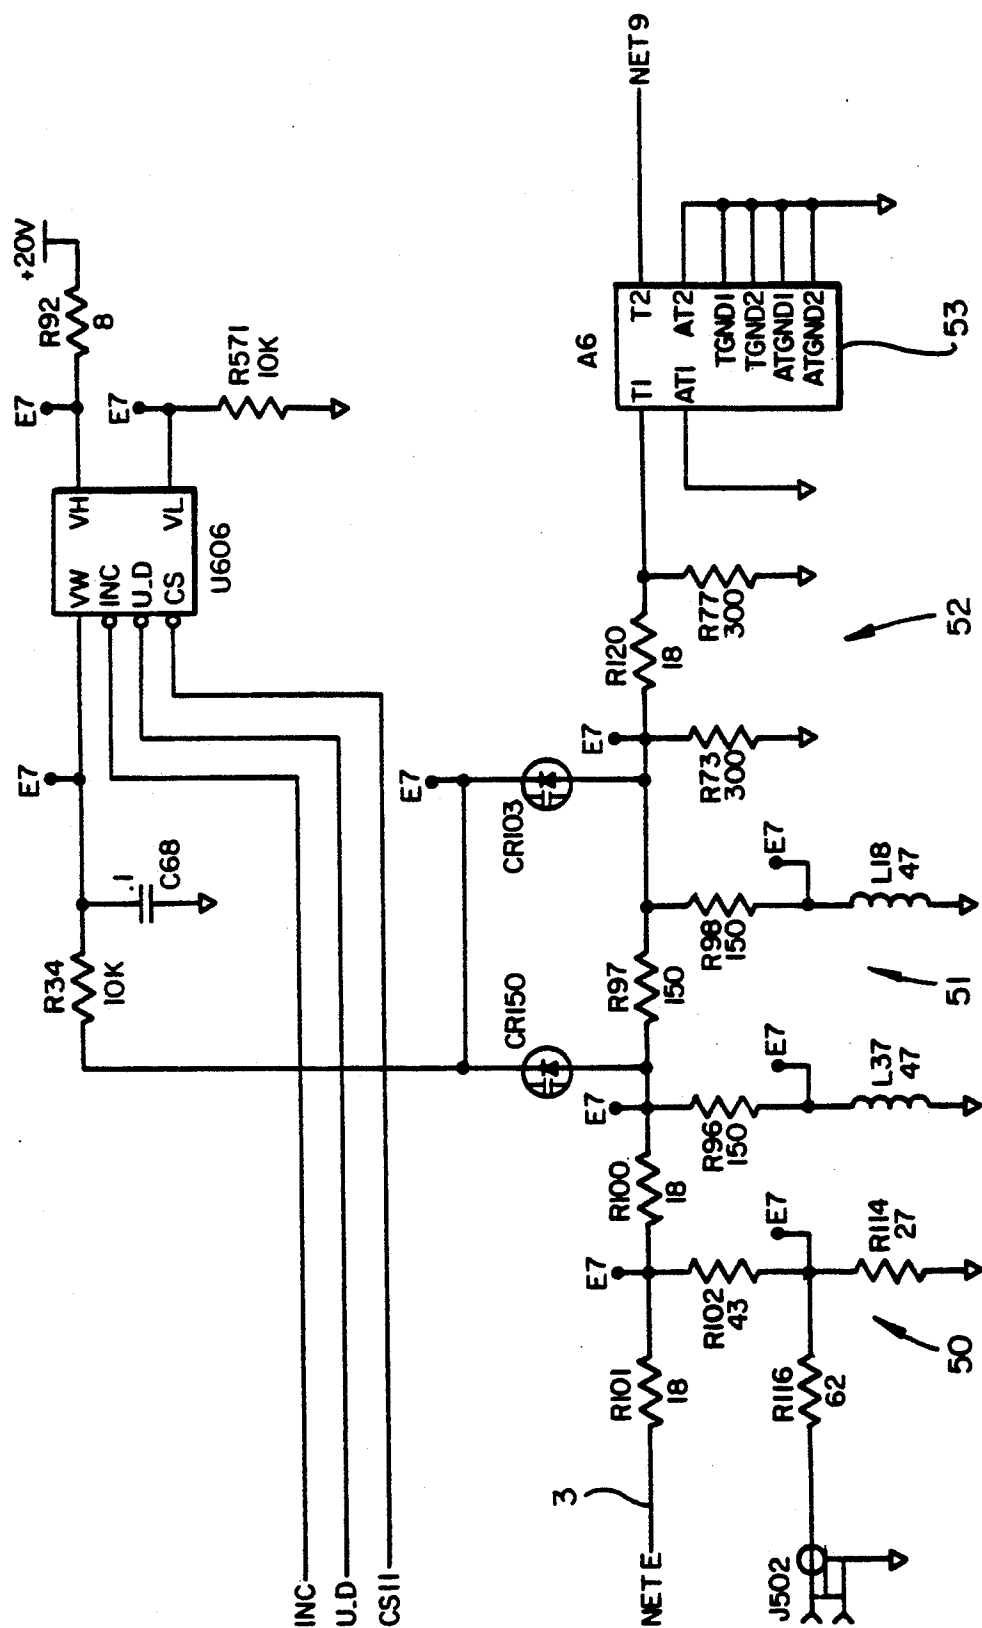 +20V
R92
8
E7
E7
R571
10K
VH
VL
VW
INC
U_D
CS
U606
E7
.1
C68
R34
10K
INC
U_D
CS11
E7
CR103
CR150
NET E
3
R101
18
E7
R100
18
E7
R97
150
E7
R120
18
A6
T1
T2
AT1
AT2
TGND1
TGND2
ATGND1
ATGND2
NET9
53
R102
43
E7
R96
150
E7
R98
150
E7
R73
300
R77
300
52
J502
R116
62
R114
27
L37
47
L18
47
50
51